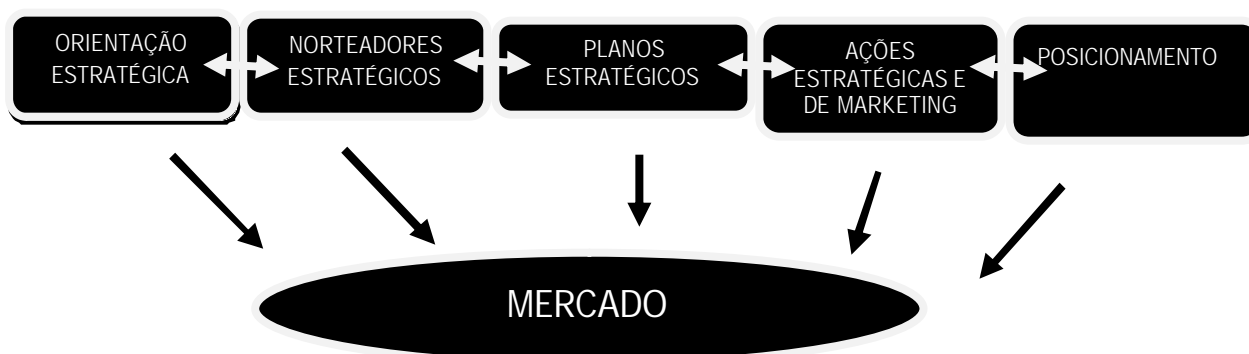 ORIENTAÇÃO
ESTRATÉGICA
NORTEADORES
ESTRATÉGICOS
PLANOS
ESTRATÉGICOS
AÇÕES
ESTRATÉGICAS E
DE MARKETING
POSICIONAMENTO
MERCADO